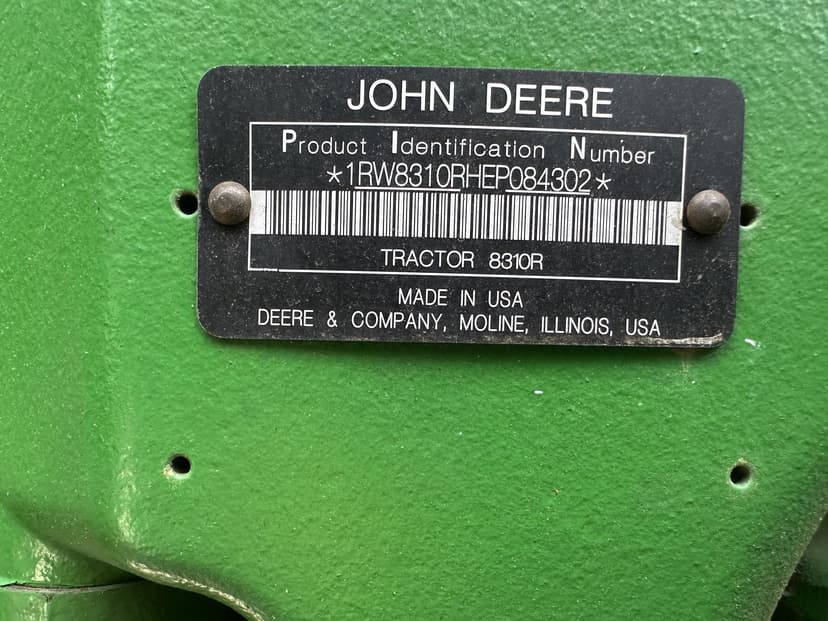 JOHN DEERE
Product Identification Number
*1RW8310RHEP084302*
TRACTOR 8310R
MADE IN USA
DEERE & COMPANY, MOLINE, ILLINOIS, USA